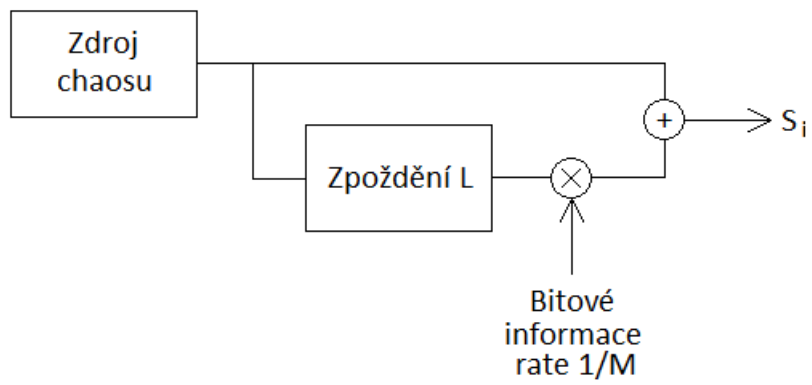 Zdroj
chaosu
+
S i
Zpoždění L
Bitové
informace
rate 1/M